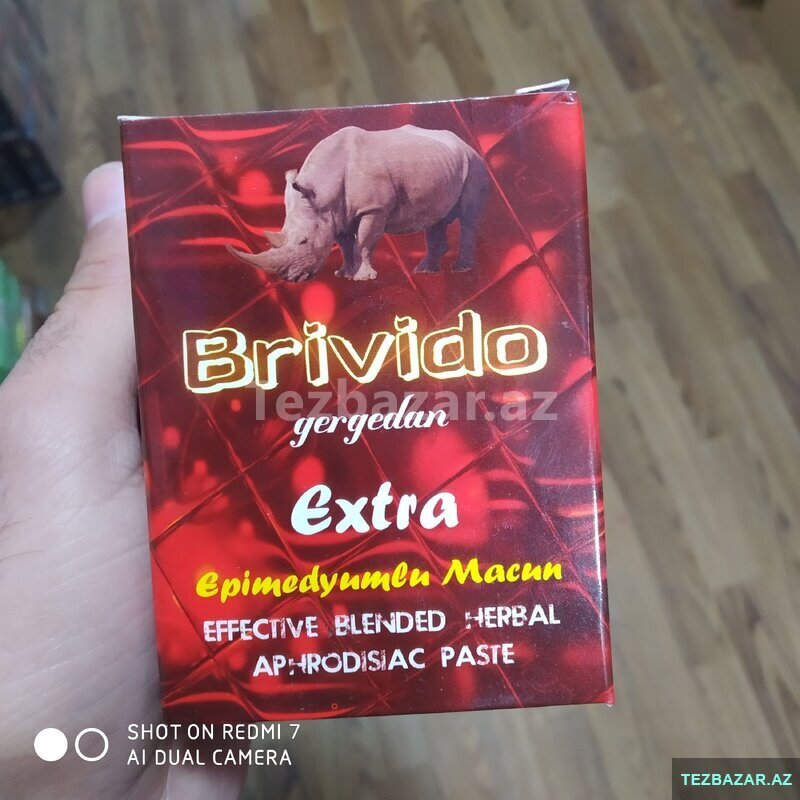 Brivido
Tezbazar.az
gergedan
Extra
Epimedyumlu Macun
EFFECTIVE BLENDED HERBAL
APHRODISIAC PASTE
SHOT ON REDMI 7
AI DUAL CAMERA
TEZBAZAR.AZ